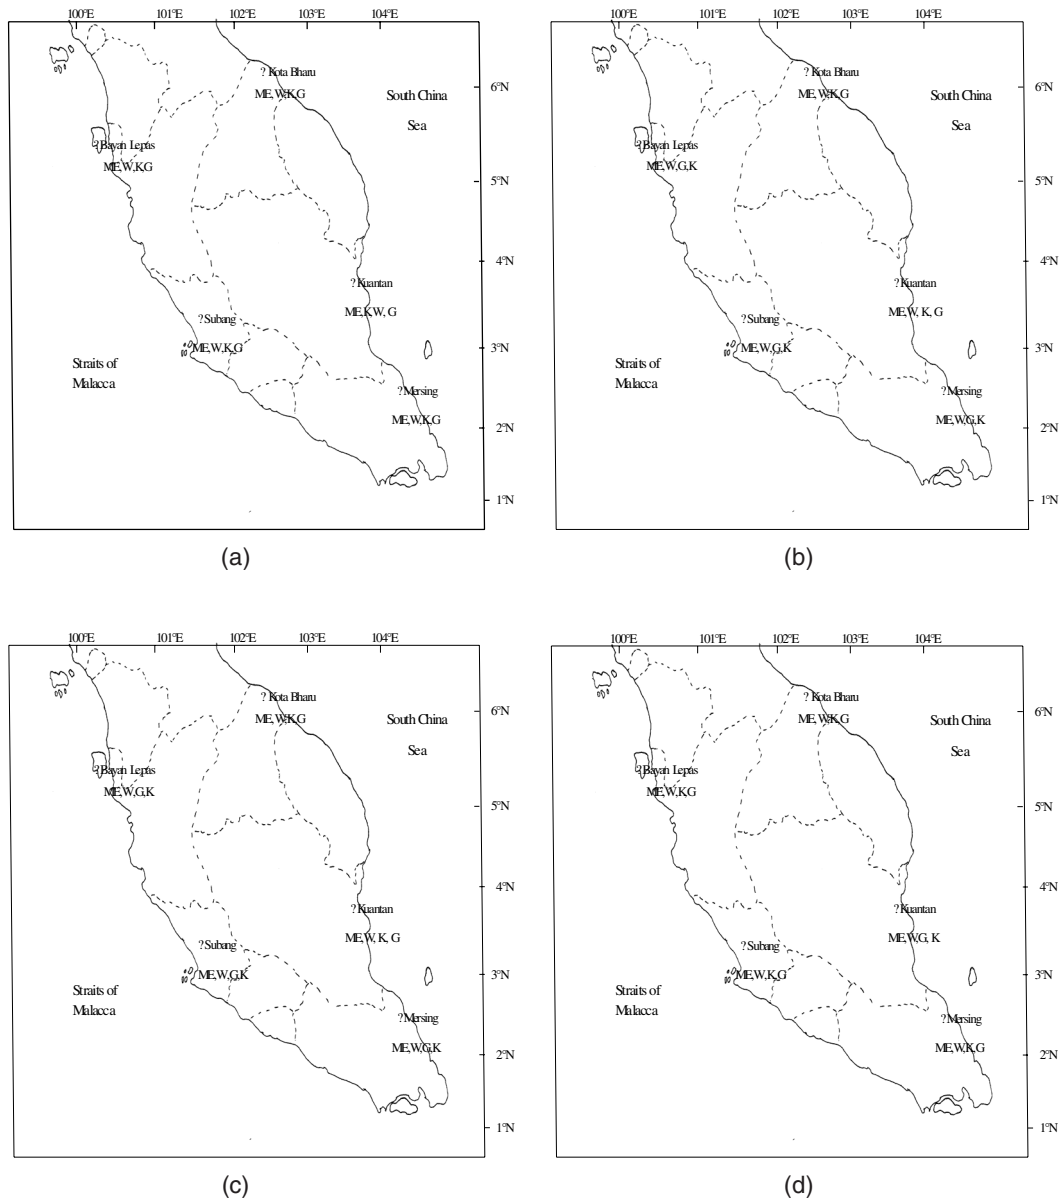 100°E 101°E 102°E 103°E 104°E
? Kota Bharu
ME,W,K,G
6°N
South China
Sea
? Bayan Lepas
ME,W,K,G
5°N
4°N
? Kuantan
ME,K,W, G
? Subang
ME,W,K,G
3°N
Straits of
Malacca
? Mersing
ME,W,K,G
2°N
1°N
(a)
100°E 101°E 102°E 103°E 104°E
? Kota Bharu
ME, W,K,G
6°N
South China
Sea
? Bayan Lepas
ME,W,G,K
5°N
4°N
? Kuantan
ME,W, K, G
? Subang
ME,W,G,K
3°N
Straits of
Malacca
? Mersing
ME,W,G,K
2°N
1°N
(b)
100°E 101°E 102°E 103°E 104°E
? Kota Bharu
ME, W,K,G
6°N
South China
Sea
? Bayan Lepas
ME,W,G,K
5°N
4°N
? Kuantan
ME,W, K, G
? Subang
ME,W,G,K
3°N
Straits of
Malacca
? Mersing
ME,W,G,K
2°N
1°N
(c)
100°E 101°E 102°E 103°E 104°E
? Kota Bharu
ME, W,K,G
6°N
South China
Sea
? Bayan Lepas
ME,W,K,G
5°N
4°N
? Kuantan
ME,W,G, K
? Subang
ME,W,K,G
3°N
Straits of
Malacca
? Mersing
ME,W,K,G
2°N
1°N
(d)